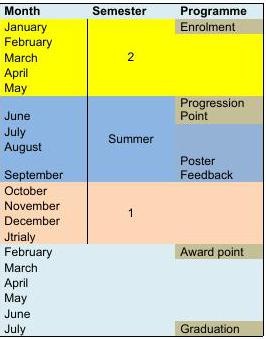 Month Semester Programme
January Enrolment
February
March 2
April
May
Progression
June Point
July Summer
August
Poster
September Feedback
October
November
December 1
Jtrialy
February Award point
March
April
May
June
July Graduation